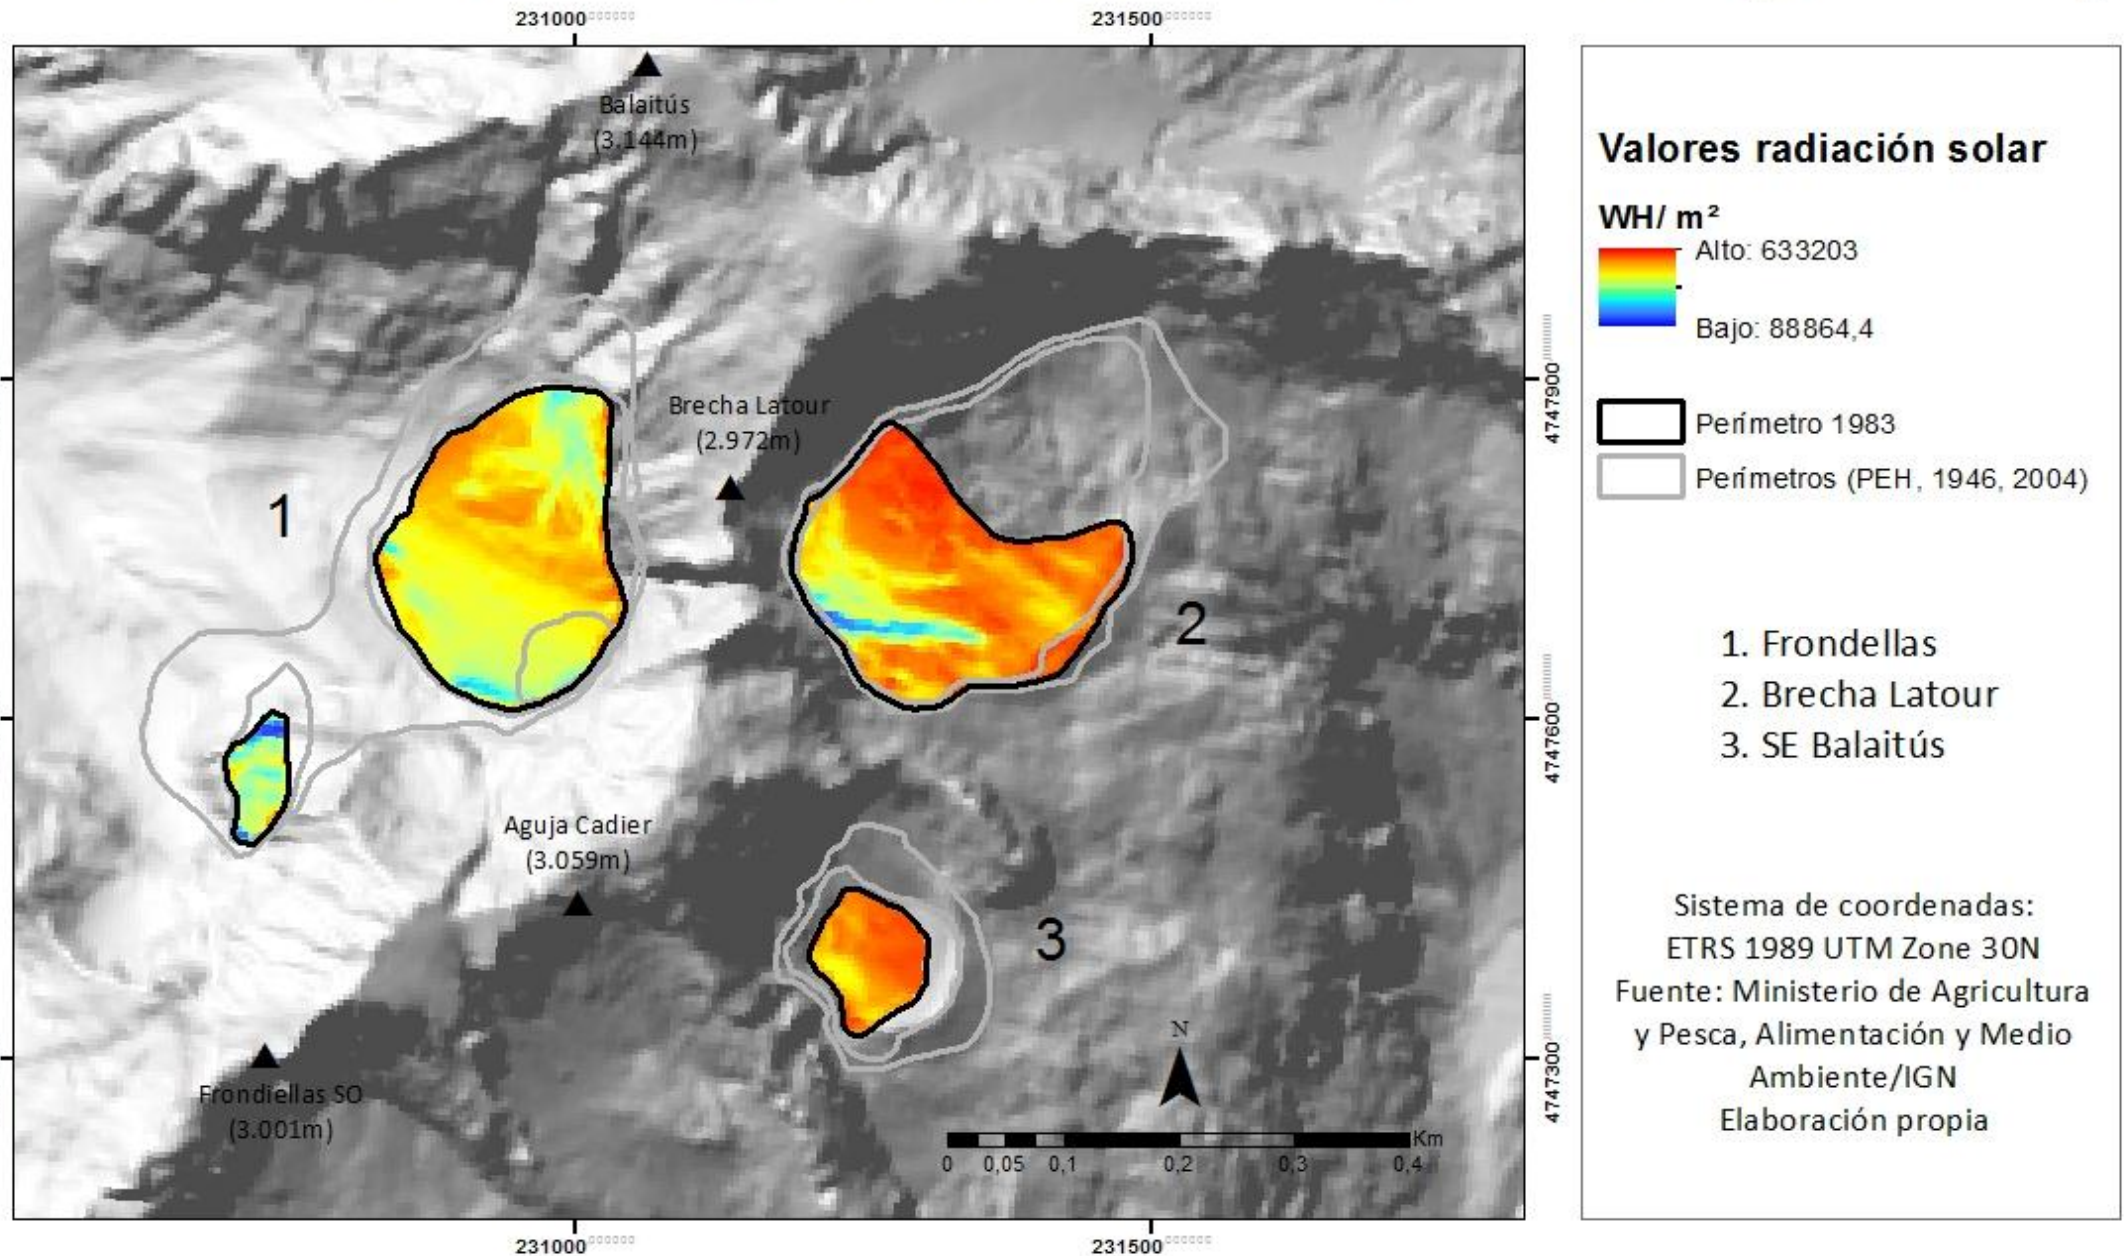 231000000000
231500000000
Balaitús
(3.144m)
Brecha Latour
(2.972m)
1
2
Aguja Cadier
(3.059m)
3
Frondiellas SO
(3.001m)
N
Km
0 0,05 0,1 0,2 0,3 0,4
4747900
4747600
4747300
231000000000
231500000000
Valores radiación solar
WH/ m²
Alto: 633203
Bajo: 88864,4
Perímetro 1983
Perímetros (PEH, 1946, 2004)
1. Frondellas
2. Brecha Latour
3. SE Balaitús
Sistema de coordenadas:
ETRS 1989 UTM Zone 30N
Fuente: Ministerio de Agricultura
y Pesca, Alimentación y Medio
Ambiente/IGN
Elaboración propia